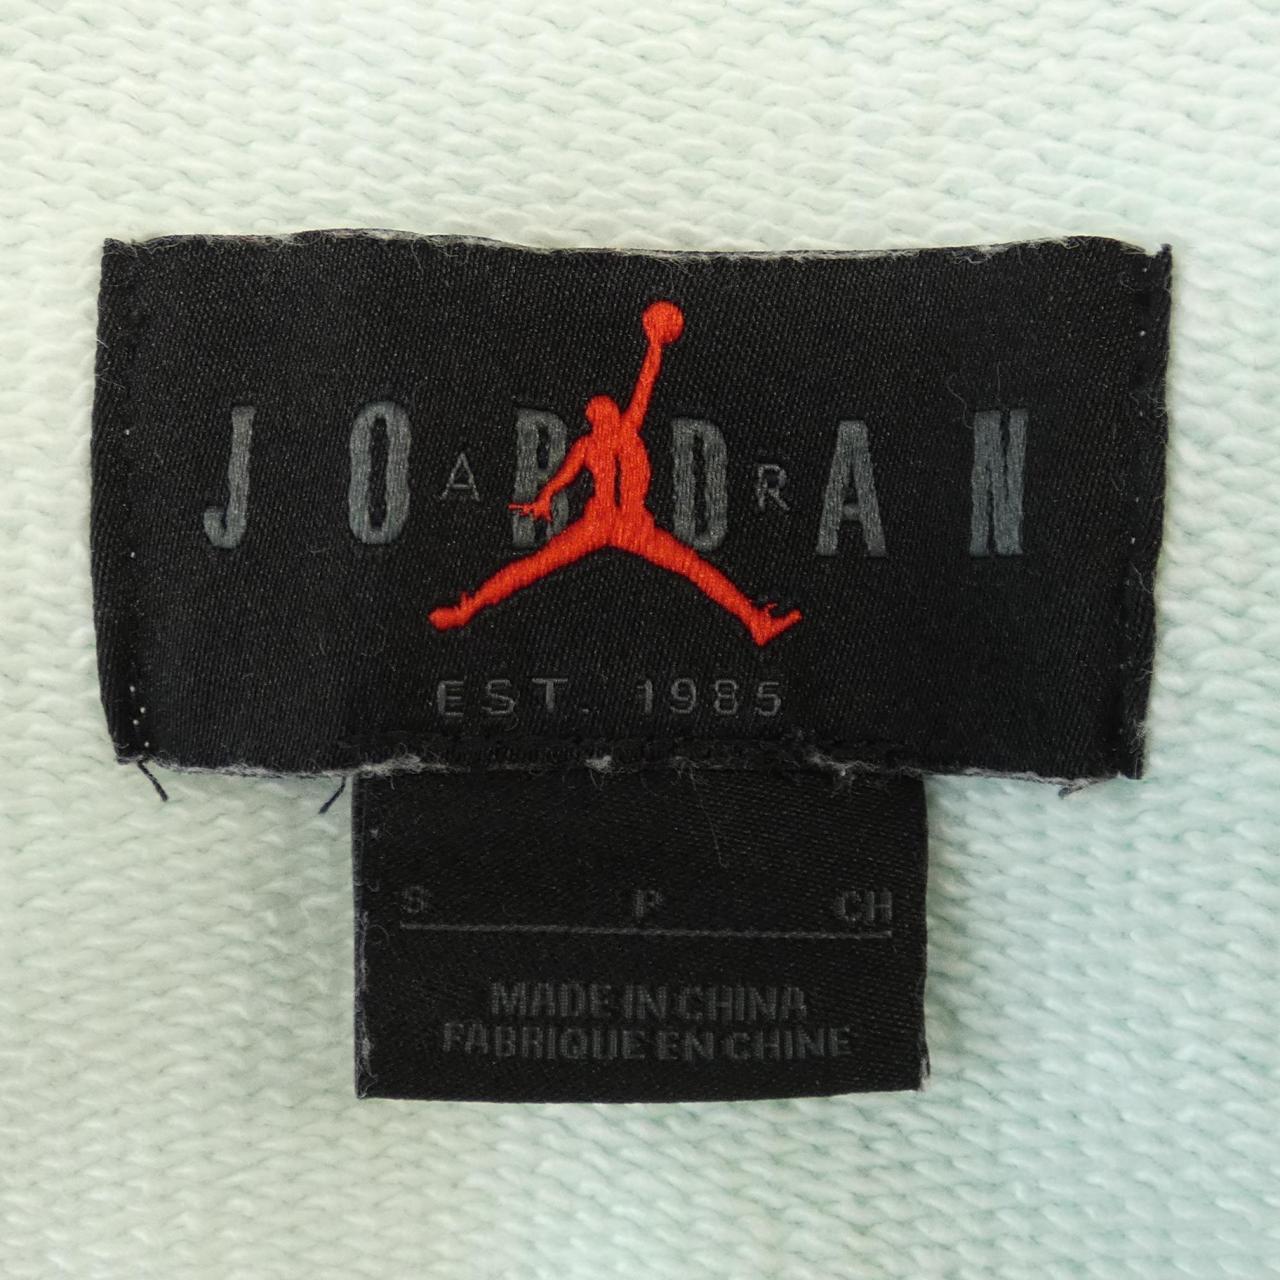 JORDAN
AIR
EST. 1985
S P CH
MADE IN CHINA
FABRIQUE EN CHINE